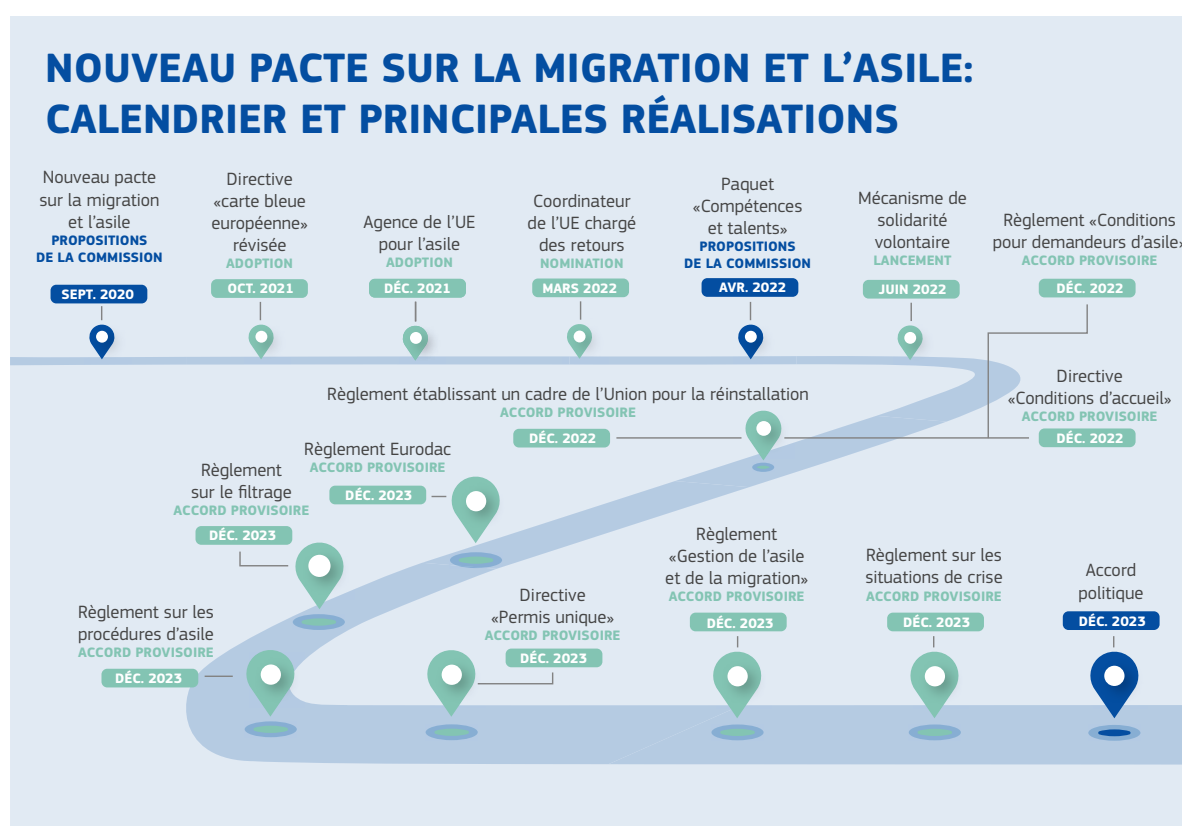 NOUVEAU PACTE SUR LA MIGRATION ET L’ASILE:
CALENDRIER ET PRINCIPALES RÉALISATIONS
Nouveau pacte
sur la migration
et l’asile
PROPOSITIONS
DE LA COMMISSION
SEPT. 2020
Directive
«carte bleue
européenne»
révisée
ADOPTION
OCT. 2021
Agence de l’UE
pour l’asile
ADOPTION
DÉC. 2021
Coordinateur
de l’UE chargé
des retours
NOMINATION
MARS 2022
Paquet
«Compétences
et talents»
PROPOSITIONS
DE LA COMMISSION
AVR. 2022
Mécanisme de
solidarité
volontaire
LANCEMENT
JUIN 2022
Règlement «Conditions
pour demandeurs d’asile»
ACCORD PROVISOIRE
DÉC. 2022
Directive
«Conditions d’accueil»
ACCORD PROVISOIRE
DÉC. 2022
Règlement établissant un cadre de l’Union pour la réinstallation
ACCORD PROVISOIRE
DÉC. 2022
Règlement Eurodac
ACCORD PROVISOIRE
DÉC. 2023
Règlement
sur le filtrage
ACCORD PROVISOIRE
DÉC. 2023
Règlement sur les
procédures d’asile
ACCORD PROVISOIRE
DÉC. 2023
Directive
«Permis unique»
ACCORD PROVISOIRE
DÉC. 2023
Règlement
«Gestion de l’asile
et de la migration»
ACCORD PROVISOIRE
DÉC. 2023
Règlement sur les
situations de crise
ACCORD PROVISOIRE
DÉC. 2023
Accord
politique
DÉC. 2023